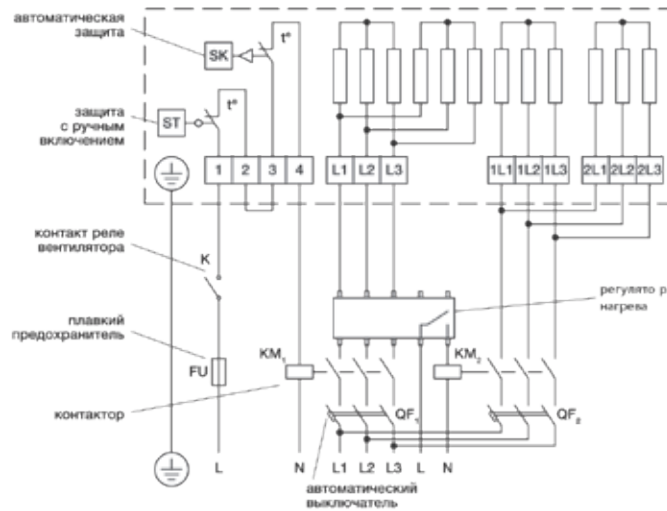 автоматическая
защита
SK
t°
защита
с ручным
включением
ST
t°
1 2 3 4 L1 L2 L3 1L1 1L2 1L3 2L1 2L2 2L3
контакт реле
вентилятора
K
регулято р
нагрева
плавкий
предохранитель
FU
KM₁
KM₂
контактор
QF₁
QF₂
L N L1 L2 L3 L N
автоматический
выключатель